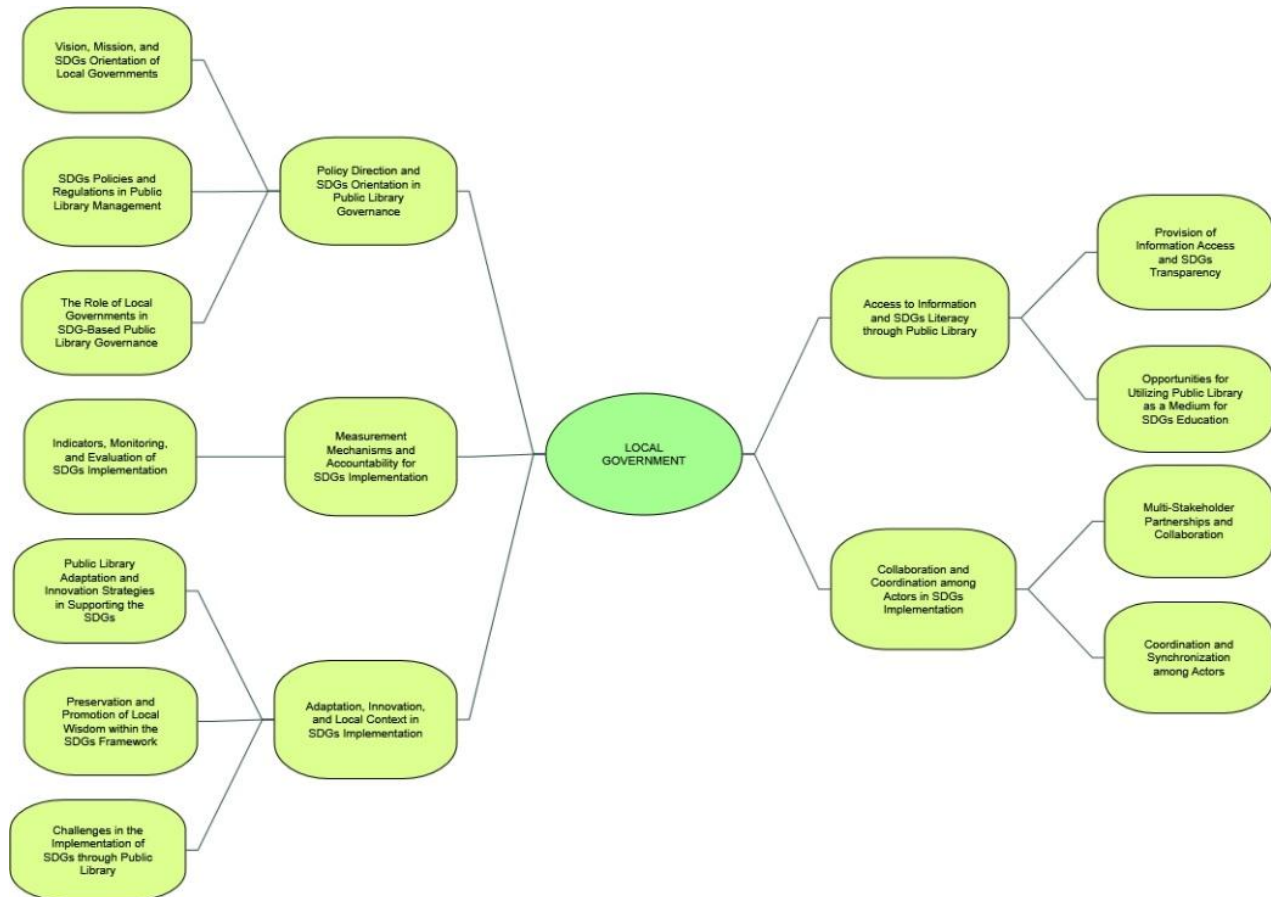 Vision, Mission, and
SDGs Orientation of
Local Governments
SDGs Policies and
Regulations in Public
Library Management
The Role of Local
Governments in
SDG-Based Public
Library Governance
Policy Direction and
SDGs Orientation in
Public Library
Governance
Indicators, Monitoring,
and Evaluation of
SDGs Implementation
Measurement
Mechanisms and
Accountability for
SDGs Implementation
Public Library
Adaptation and
Innovation Strategies
in Supporting the
SDGs
Preservation and
Promotion of Local
Wisdom within the
SDGs Framework
Challenges in the
Implementation of
SDGs through Public
Library
Adaptation, Innovation,
and Local Context in
SDGs Implementation
LOCAL
GOVERNMENT
Access to Information
and SDGs Literacy
through Public Library
Provision of
Information Access
and SDGs
Transparency
Opportunities for
Utilizing Public Library
as a Medium for
SDGs Education
Collaboration and
Coordination among
Actors in SDGs
Implementation
Multi-Stakeholder
Partnerships and
Collaboration
Coordination and
Synchronization
among Actors